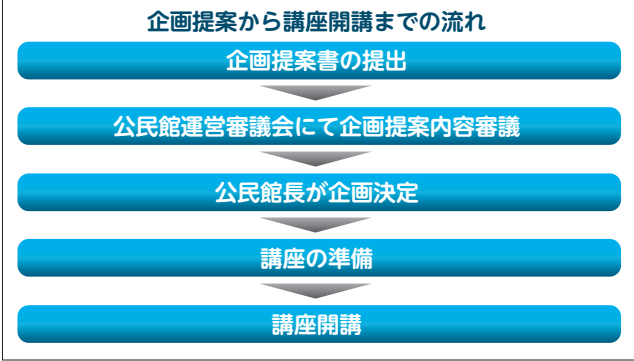 企画提案から講座開講までの流れ
企画提案書の提出
公民館運営審議会にて企画提案内容審議
公民館長が企画決定
講座の準備
講座開講